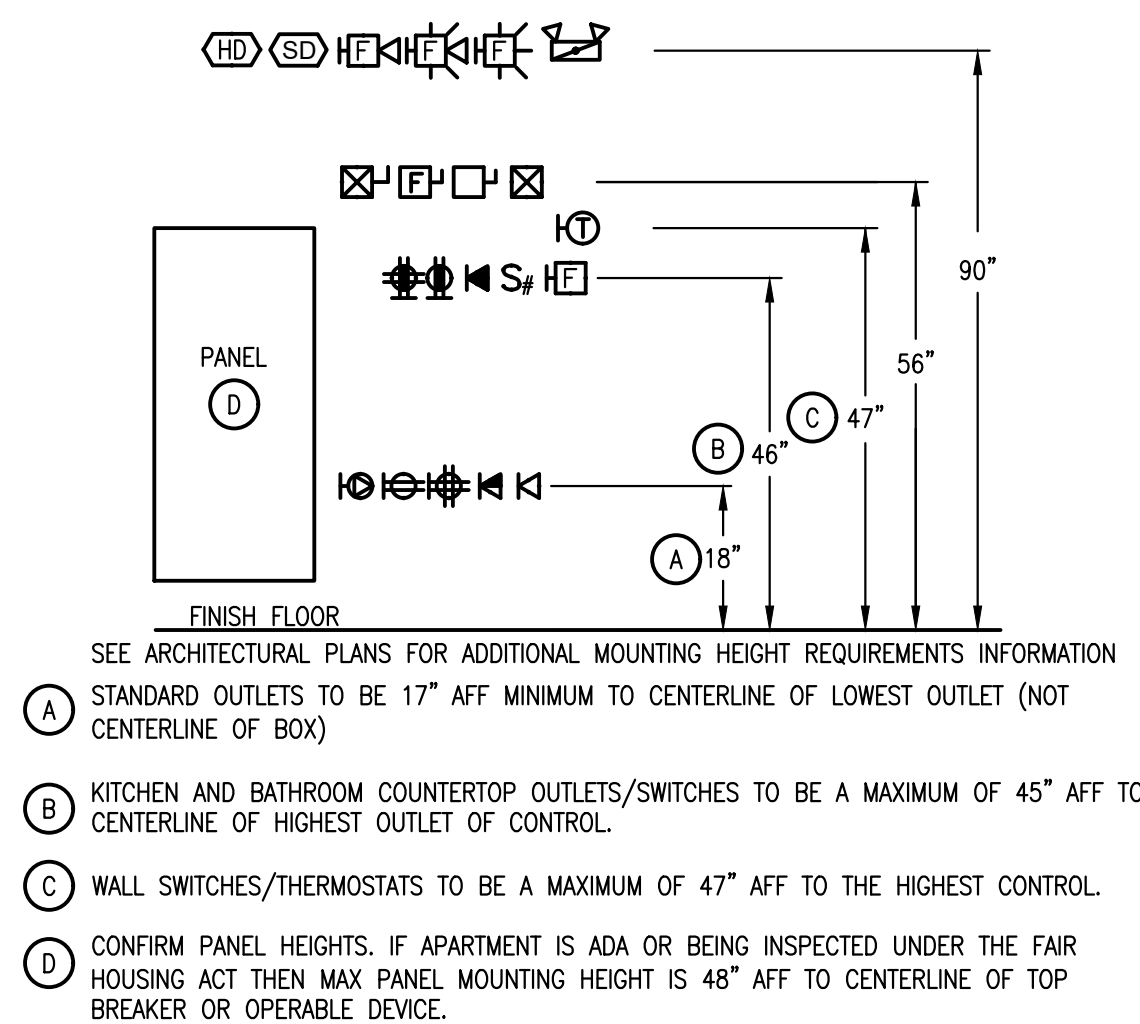 HD SD F F F
F
T
90”
S# F
PANEL
56”
D
C 47”
B 46”
A 18”
FINISH FLOOR
SEE ARCHITECTURAL PLANS FOR ADDITIONAL MOUNTING HEIGHT REQUIREMENTS INFORMATION
A STANDARD OUTLETS TO BE 17” AFF MINIMUM TO CENTERLINE OF LOWEST OUTLET (NOT
CENTERLINE OF BOX)
B KITCHEN AND BATHROOM COUNTERTOP OUTLETS/SWITCHES TO BE A MAXIMUM OF 45” AFF TO
CENTERLINE OF HIGHEST OUTLET OF CONTROL.
C WALL SWITCHES/THERMOSTATS TO BE A MAXIMUM OF 47” AFF TO THE HIGHEST CONTROL.
D CONFIRM PANEL HEIGHTS. IF APARTMENT IS ADA OR BEING INSPECTED UNDER THE FAIR
HOUSING ACT THEN MAX PANEL MOUNTING HEIGHT IS 48” AFF TO CENTERLINE OF TOP
BREAKER OR OPERABLE DEVICE.